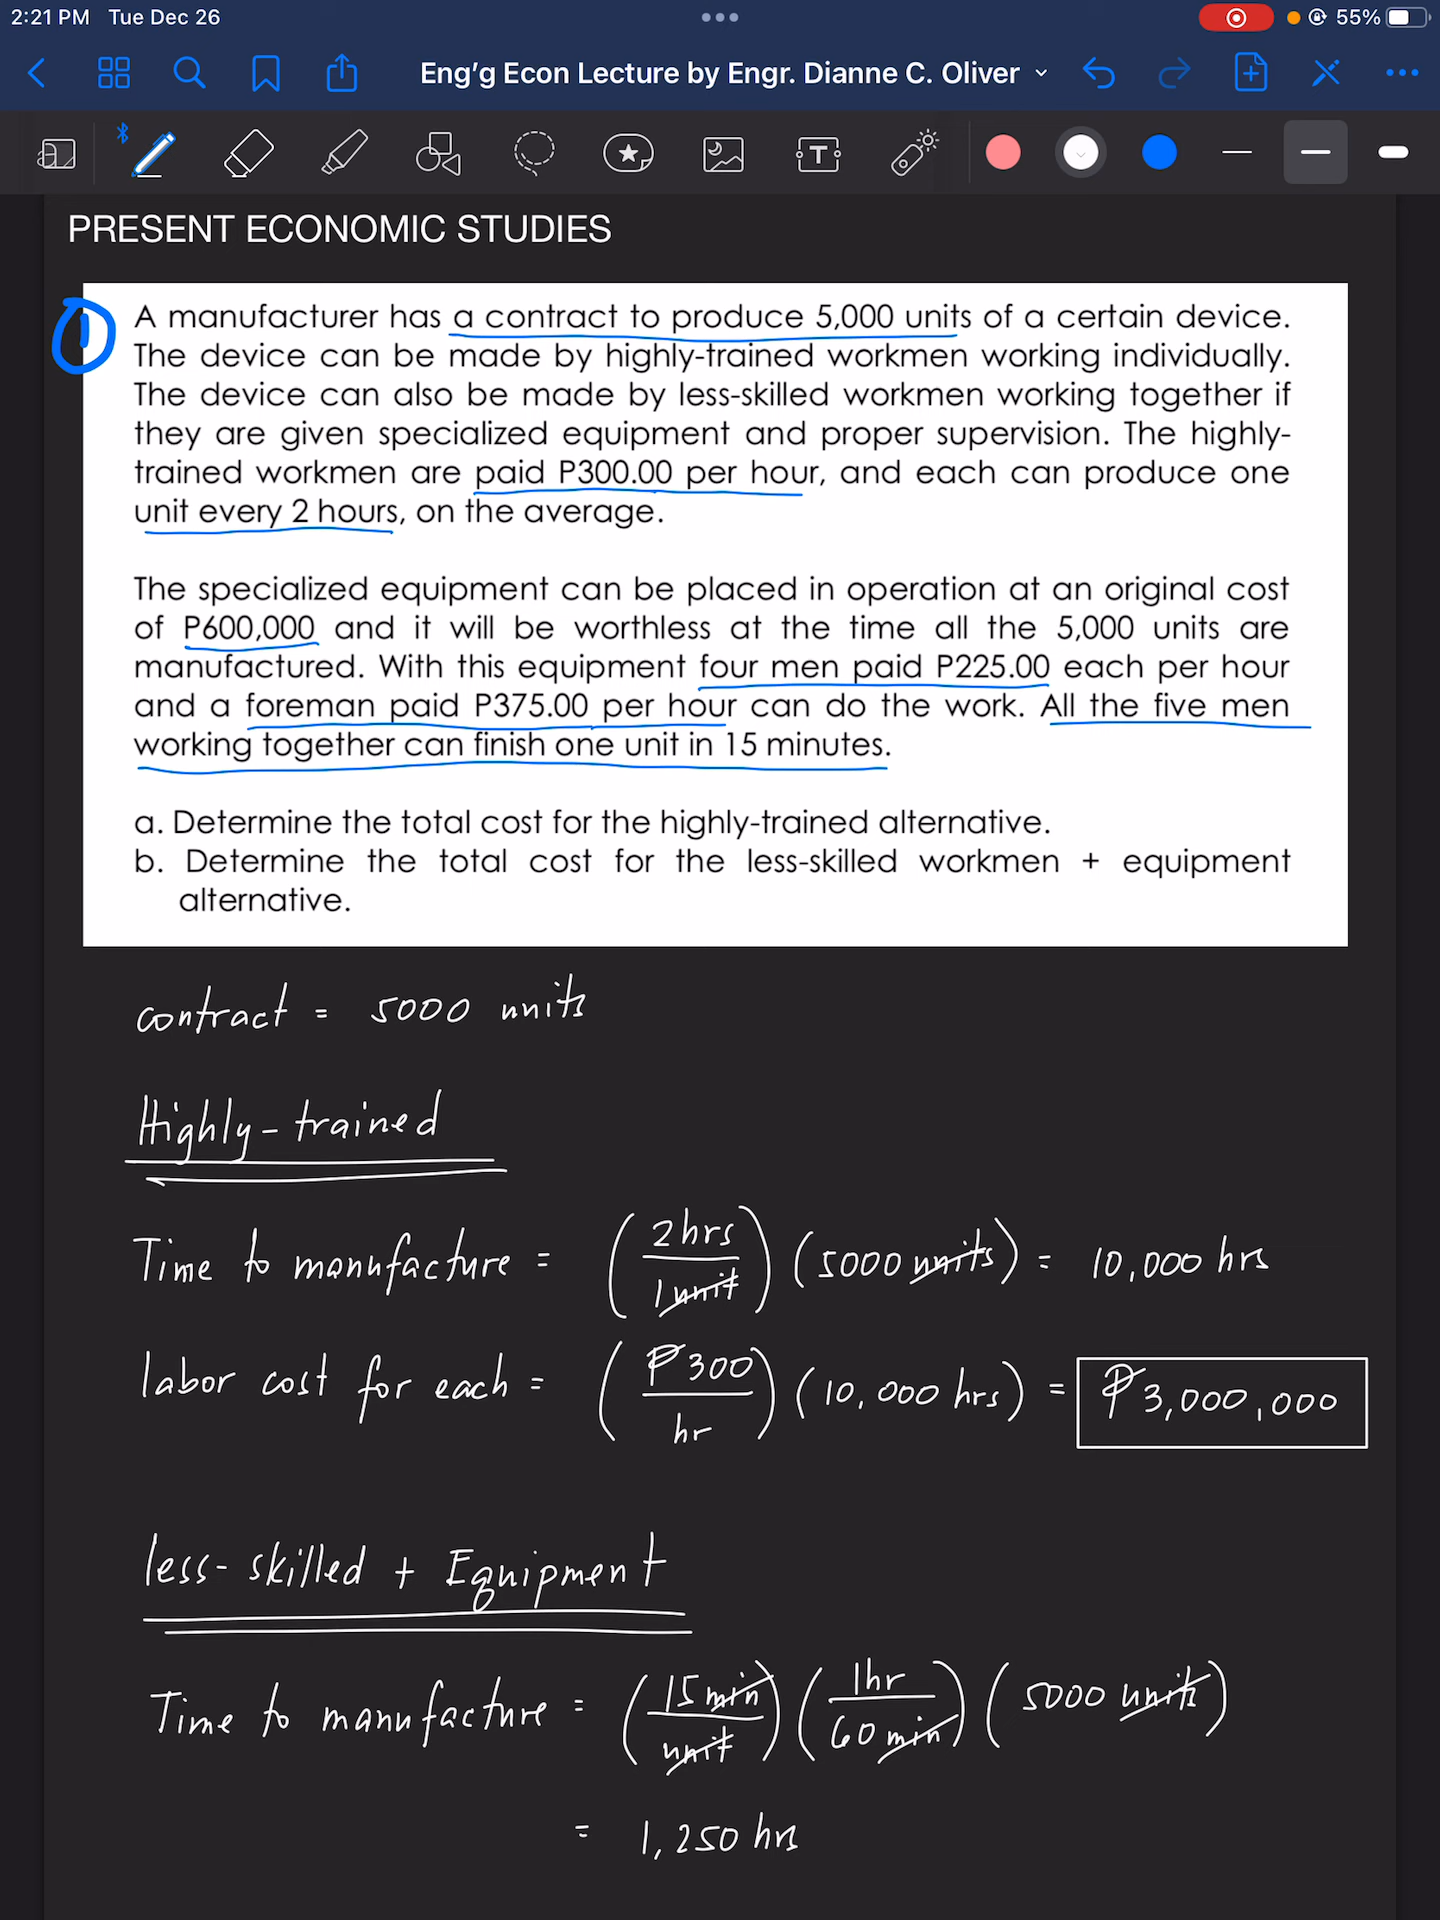 2:21 PM Tue Dec 26
55%
Eng'g Econ Lecture by Engr. Dianne C. Oliver
PRESENT ECONOMIC STUDIES
1
A manufacturer has a contract to produce 5,000 units of a certain device.
The device can be made by highly-trained workmen working individually.
The device can also be made by less-skilled workmen working together if
they are given specialized equipment and proper supervision. The highly-
trained workmen are paid P300.00 per hour, and each can produce one
unit every 2 hours, on the average.
The specialized equipment can be placed in operation at an original cost
of P600,000 and it will be worthless at the time all the 5,000 units are
manufactured. With this equipment four men paid P225.00 each per hour
and a foreman paid P375.00 per hour can do the work. All the five men
working together can finish one unit in 15 minutes.
a. Determine the total cost for the highly-trained alternative.
b. Determine the total cost for the less-skilled workmen + equipment
alternative.
contract = 5000 units
Highly-trained
Time to manufacture = (2hrs / 1unit) (5000 units) = 10,000 hrs
labor cost for each = (₱300 / hr) (10,000 hrs) = ₱3,000,000
less-skilled + Equipment
Time to manufacture = (15 min / unit) (1hr / 60 min) (5000 units)
= 1,250 hrs